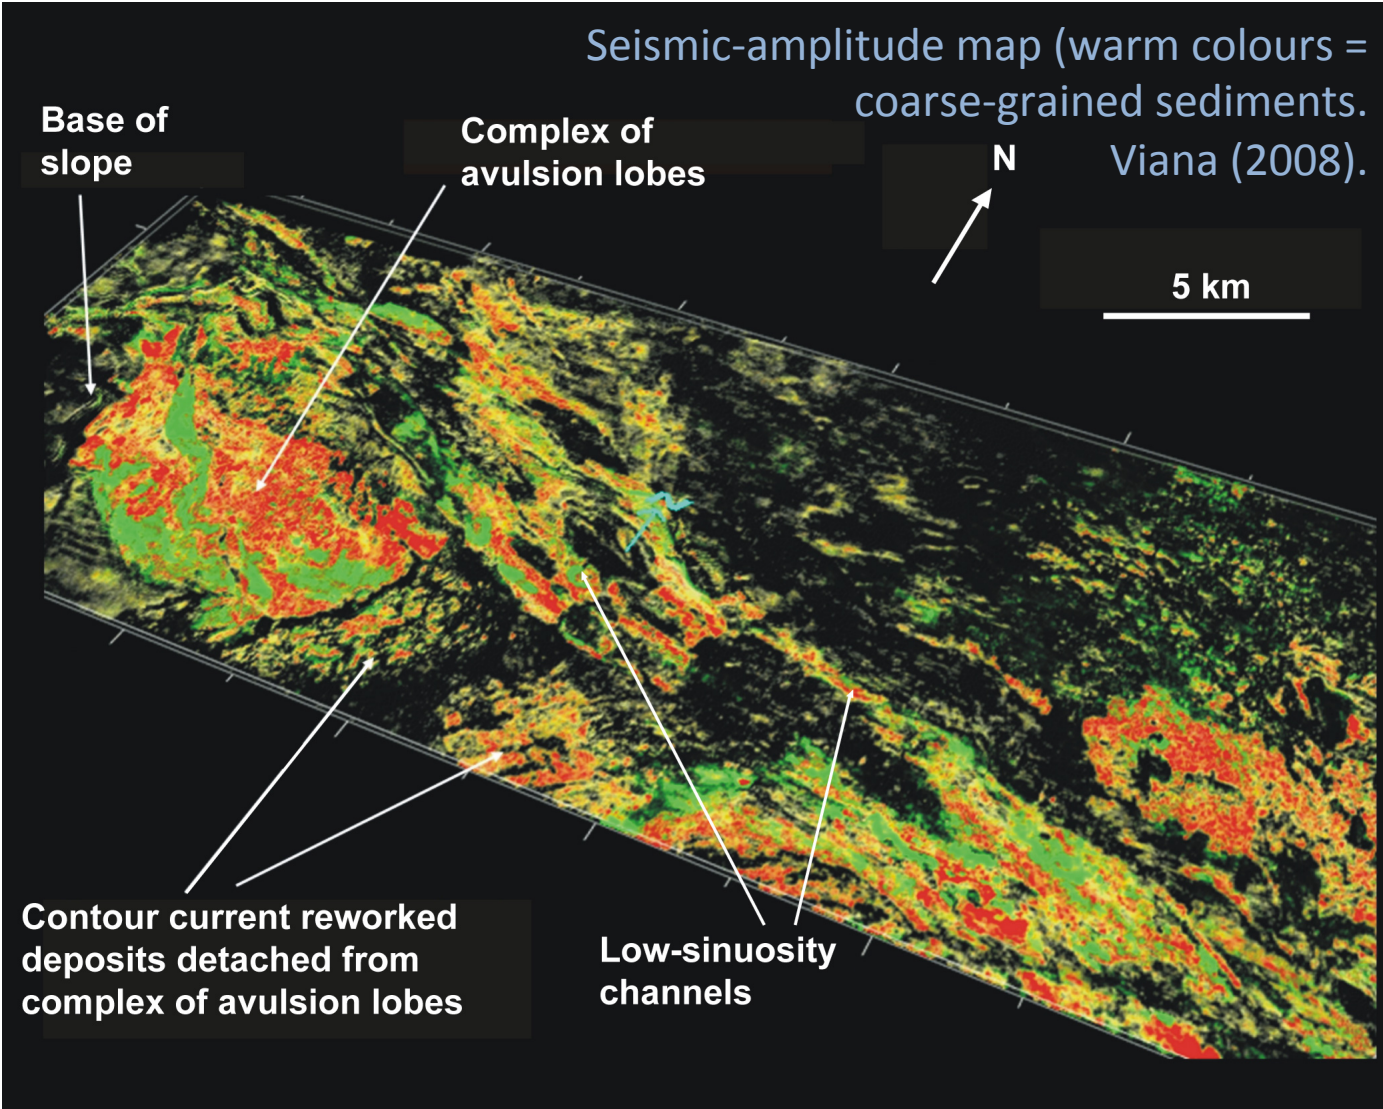 Seismic-amplitude map (warm colours =
coarse-grained sediments.
Viana (2008).
Base of
slope
Complex of
avulsion lobes
N
5 km
Contour current reworked
deposits detached from
complex of avulsion lobes
Low-sinuosity
channels